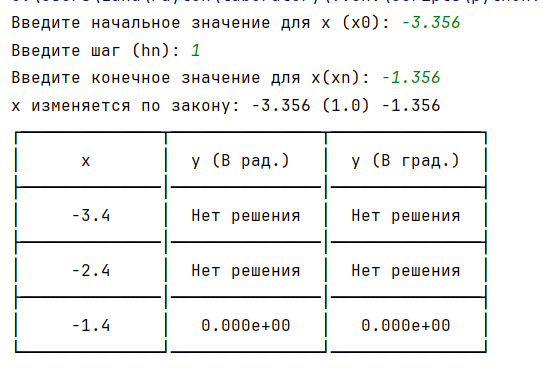 Введите начальное значение для x (x0): -3.356
Введите шаг (hn): 1
Введите конечное значение для x(xn): -1.356
x изменяется по закону: -3.356 (1.0) -1.356
x y (В рад.) y (В град.)
-3.4 Нет решения Нет решения
-2.4 Нет решения Нет решения
-1.4 0.000e+00 0.000e+00